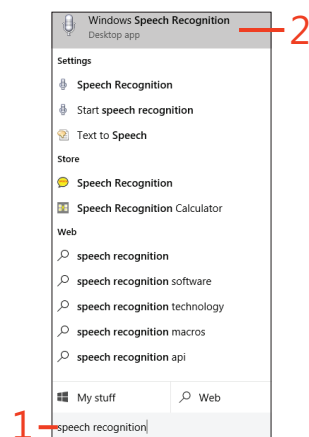 Windows Speech Recognition
2
Desktop app
Settings
Speech Recognition
Start speech recognition
Text to Speech
Store
Speech Recognition
Speech Recognition Calculator
Web
speech recognition
speech recognition software
speech recognition technology
speech recognition macros
speech recognition api
My stuff
Web
1
speech recognition